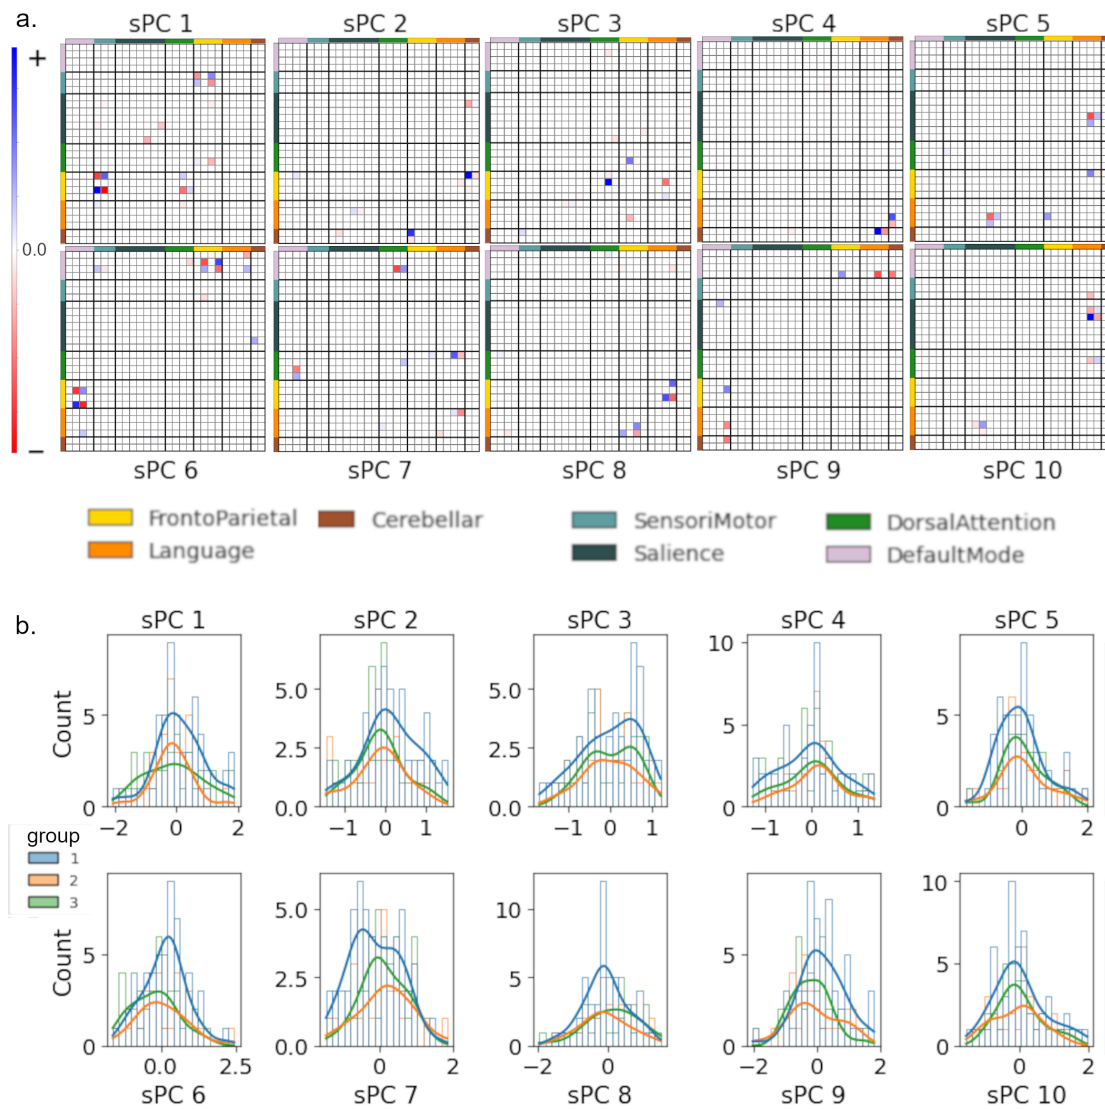 a.
sPC 1 sPC 2 sPC 3 sPC 4 sPC 5
+
0.0
−
sPC 6 sPC 7 sPC 8 sPC 9 sPC 10
FrontoParietal Cerebellar SensoriMotor DorsalAttention
Language Salience DefaultMode
b.
sPC 1 sPC 2 sPC 3 sPC 4 sPC 5
10
5 5.0 5.0 5 5
Count
2.5 2.5
0 0.0 0.0 0 0
−2 0 2 −1 0 1 −1 0 1 −1 0 1 0 2
group
1
2
3
5.0 10 10
5 5 5 5
Count
2.5
0 0.0 0 0 0
0.0 2.5 0 2 −2 0 −2 0 2 0 2
sPC 6 sPC 7 sPC 8 sPC 9 sPC 10